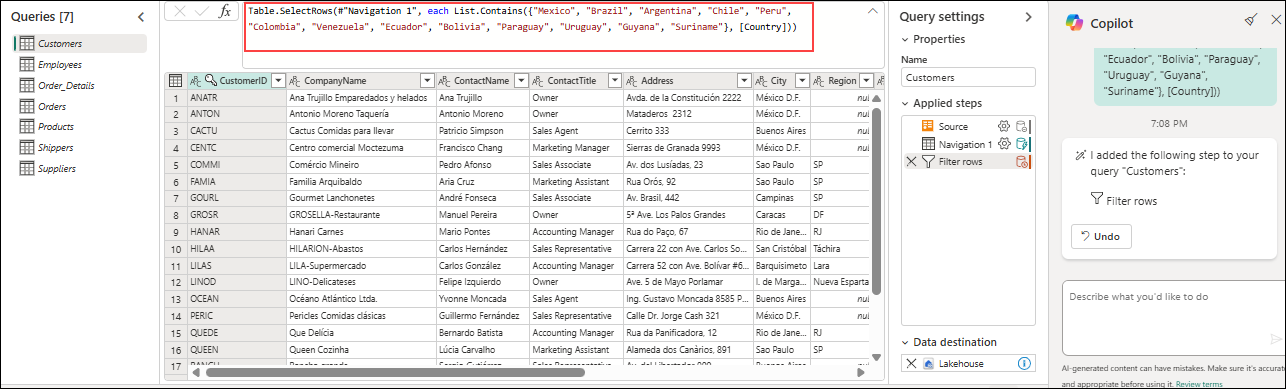 Queries [7]
Customers
Employees
Order_Details
Orders
Products
Shippers
Suppliers
fx
Table.SelectRows(#"Navigation 1", each List.Contains({"Mexico", "Brazil", "Argentina", "Chile", "Peru",
"Colombia", "Venezuela", "Ecuador", "Bolivia", "Paraguay", "Uruguay", "Guyana", "Suriname"}, [Country]))
CustomerID CompanyName ContactName ContactTitle Address City Region
1 ANATR Ana Trujillo Emparedados y helados Ana Trujillo Owner Avda. de la Constitución 2222 México D.F.
2 ANTON Antonio Moreno Taquería Antonio Moreno Owner Mataderos 2312 México D.F.
3 CACTU Cactus Comidas para llevar Patricio Simpson Sales Agent Cerrito 333 Buenos Aires
4 CENTC Centro comercial Moctezuma Francisco Chang Marketing Manager Sierras de Granada 9993 México D.F.
5 COMMI Comércio Mineiro Pedro Afonso Sales Associate Av. dos Lusíadas, 23 Sao Paulo SP
6 FAMIA Familia Arquibaldo Aria Cruz Marketing Assistant Rua Orós, 92 Sao Paulo SP
7 GOURL Gourmet Lanchonetes André Fonseca Sales Associate Av. Brasil, 442 Campinas SP
8 GROSR GROSELLA-Restaurante Manuel Pereira Owner 5ª Ave. Los Palos Grandes Caracas DF
9 HANAR Hanari Carnes Mario Pontes Accounting Manager Rua do Paço, 67 Rio de Jane... RJ
10 HILAA HILARION-Abastos Carlos Hernández Sales Representative Carrera 22 con Ave. Carlos So... San Cristóbal Táchira
11 LILAS LILA-Supermercado Carlos González Accounting Manager Carrera 52 con Ave. Bolívar #6... Barquisimeto Lara
12 LINOD LINO-Delicateses Felipe Izquierdo Owner Ave. 5 de Mayo Porlamar I. de Marga... Nueva Esparta
13 OCEAN Océano Atlántico Ltda. Yvonne Moncada Sales Agent Ing. Gustavo Moncada 8585 P... Buenos Aires
14 PERIC Pericles Comidas clásicas Guillermo Fernández Sales Representative Calle Dr. Jorge Cash 321 México D.F.
15 QUEDE Que Delícia Bernardo Batista Accounting Manager Rua da Panificadora, 12 Rio de Jane... RJ
16 QUEEN Queen Cozinha Lúcia Carvalho Marketing Assistant Alameda dos Canàrios, 891 Sao Paulo SP
17
Query settings
Properties
Name
Customers
Applied steps
Source
Navigation 1
Filter rows
Data destination
Lakehouse
Copilot
"Ecuador", "Bolivia", "Paraguay",
"Uruguay", "Guyana",
"Suriname"}, [Country]))
7:08 PM
I added the following step to your
query "Customers":
Filter rows
Undo
Describe what you'd like to do
AI-generated content can have mistakes. Make sure it's accurat
and appropriate before using it. Review terms